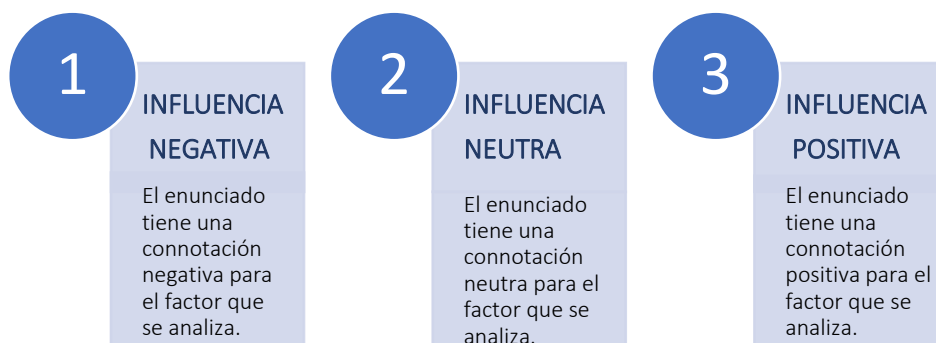 1
INFLUENCIA
NEGATIVA
El enunciado
tiene una
connotación
negativa para
el factor que
se analiza.
2
INFLUENCIA
NEUTRA
El enunciado
tiene una
connotación
neutra para el
factor que se
analiza.
3
INFLUENCIA
POSITIVA
El enunciado
tiene una
connotación
positiva para el
factor que se
analiza.